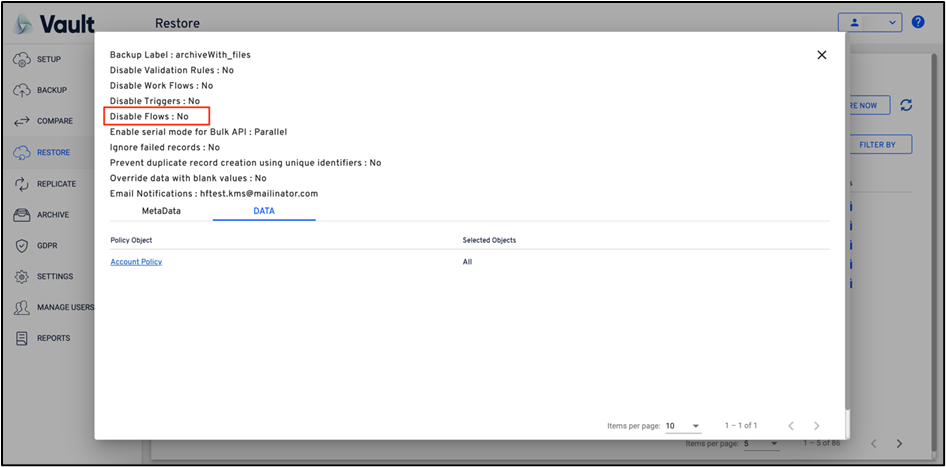 Vault
Restore
?
SETUP
BACKUP
COMPARE
RESTORE
REPLICATE
ARCHIVE
GDPR
SETTINGS
MANAGE USERS
REPORTS
Backup Label : archiveWith_files
Disable Validation Rules : No
Disable Work Flows : No
Disable Triggers : No
Disable Flows : No
Enable serial mode for Bulk API : Parallel
Ignore failed records : No
Prevent duplicate record creation using unique identifiers : No
Override data with blank values : No
Email Notifications : hftest.kms@mailinator.com
MetaData DATA
Policy Object Selected Objects
Account Policy All
Items per page: 10 1 – 1 of 1
NOW
FILTER BY
Items per page: 5 1 – 5 of 86